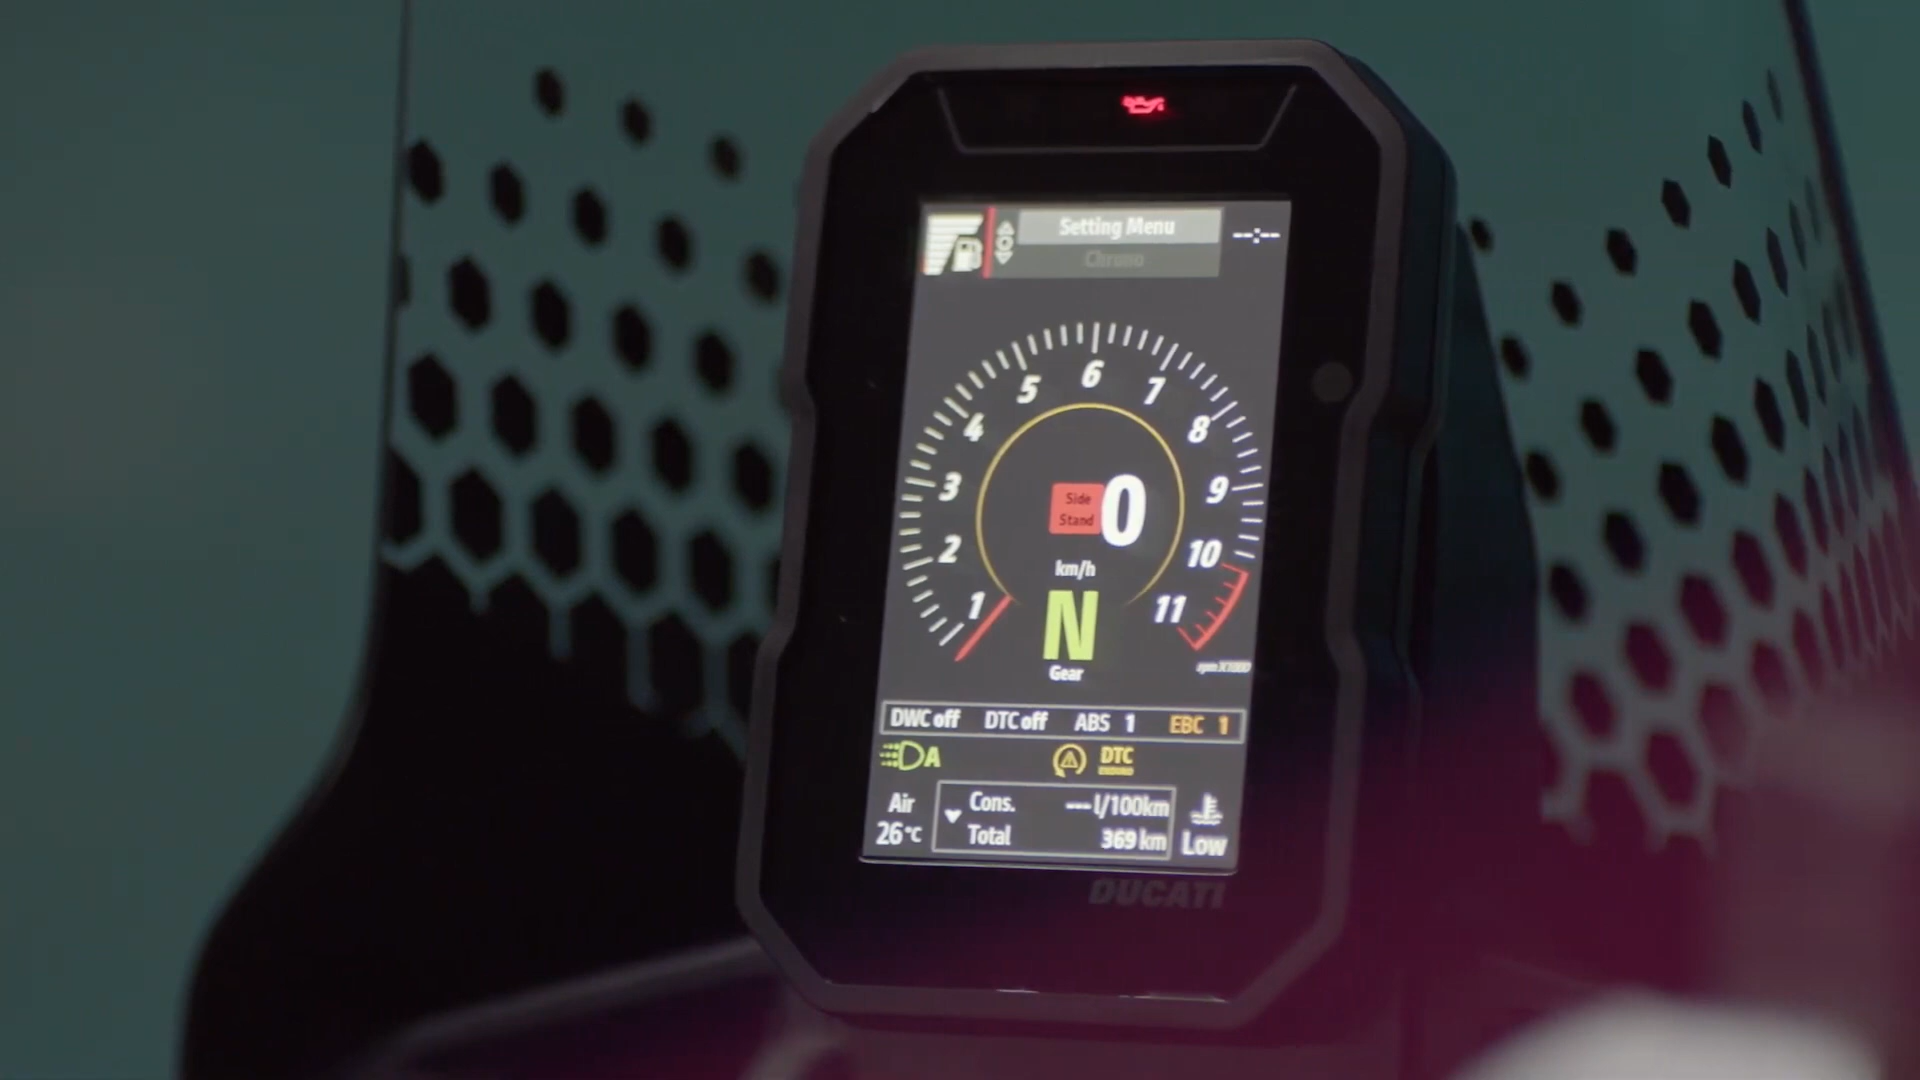 Setting Menu
--:--
Chrono
1
2
3
4
5
6
7
8
9
10
11
Side
Stand
0
km/h
N
Gear
rpm X1000
DWC off DTC off ABS 1 EBC 1
A
DTC
ENDURO
Air
26°C
Cons. --- l/100km
Total 369 km
Low
DUCATI